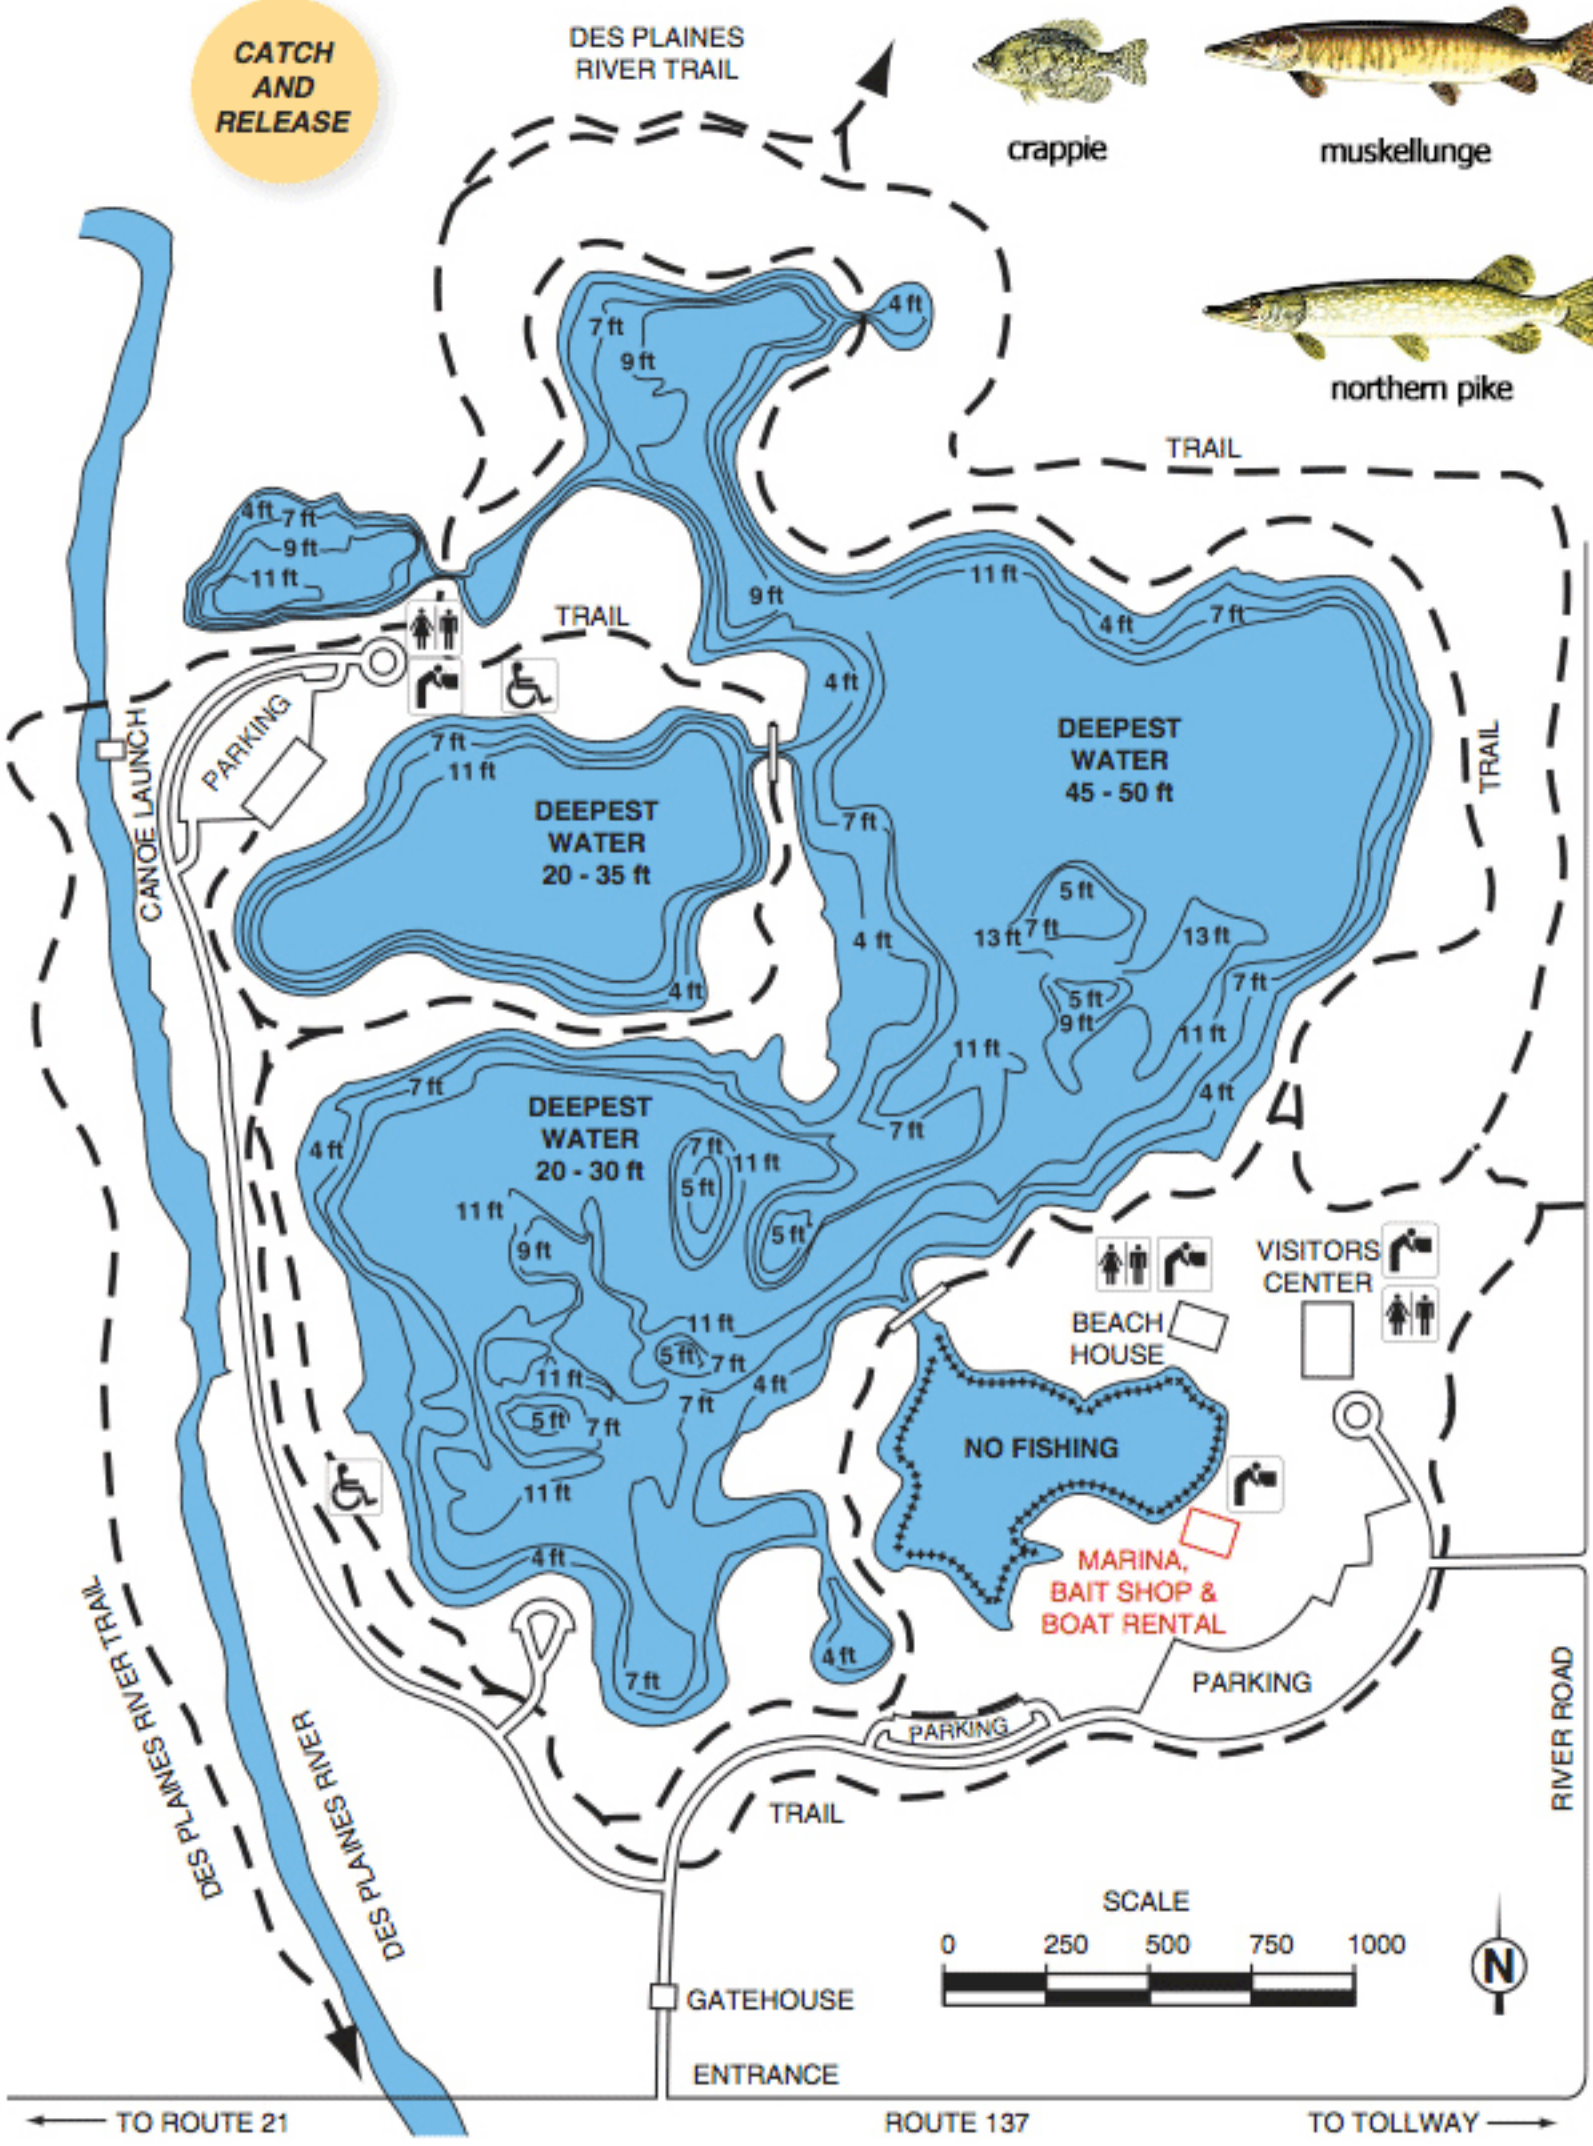 CATCH
AND
RELEASE
DES PLAINES
RIVER TRAIL
crappie
muskellunge
northern pike
4 ft
7 ft
9 ft
TRAIL
4 ft
7 ft
9 ft
11 ft
9 ft
11 ft
4 ft
7 ft
TRAIL
4 ft
PARKING
CANOE LAUNCH
7 ft
11 ft
DEEPEST
WATER
20 - 35 ft
4 ft
DEEPEST
WATER
45 - 50 ft
TRAIL
7 ft
5 ft
13 ft
7 ft
13 ft
4 ft
7 ft
5 ft
9 ft
11 ft
11 ft
4 ft
7 ft
7 ft
DEEPEST
WATER
20 - 30 ft
4 ft
7 ft
11 ft
5 ft
5 ft
11 ft
9 ft
11 ft
5 ft
7 ft
11 ft
4 ft
7 ft
5 ft
7 ft
11 ft
4 ft
7 ft
4 ft
VISITORS
CENTER
BEACH
HOUSE
NO FISHING
MARINA,
BAIT SHOP &
BOAT RENTAL
PARKING
PARKING
TRAIL
RIVER ROAD
DES PLAINES RIVER TRAIL
DES PLAINES RIVER
SCALE
0 250 500 750 1000
N
GATEHOUSE
ENTRANCE
TO ROUTE 21
ROUTE 137
TO TOLLWAY